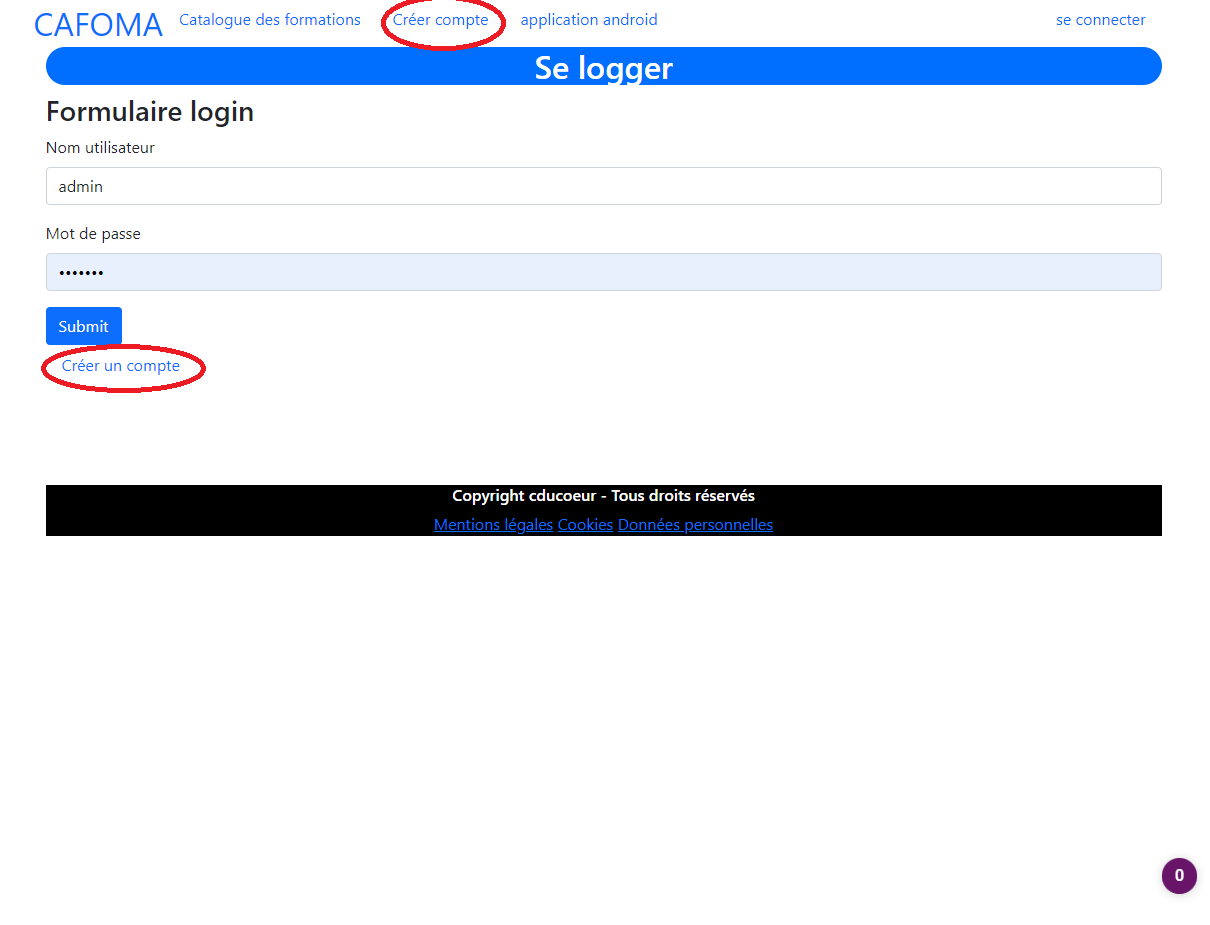 CAFOMA Catalogue des formations Créer compte application android se connecter
Se logger
Formulaire login
Nom utilisateur
admin
Mot de passe
•••••••
Submit
Créer un compte
Copyright cducoeur - Tous droits réservés
Mentions légales Cookies Données personnelles
0